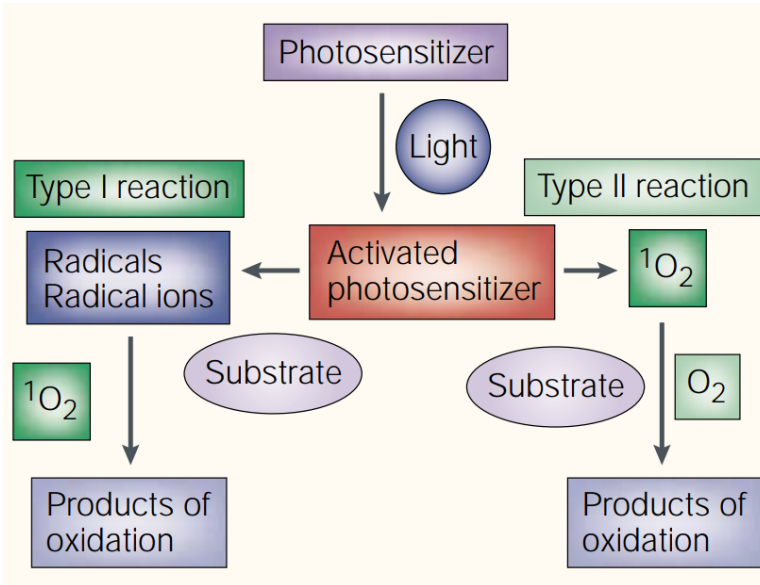 Photosensitizer
Light
Type I reaction
Type II reaction
Radicals
Radical ions
Activated
photosensitizer
¹O₂
Substrate
Substrate
¹O₂
O₂
Products of
oxidation
Products of
oxidation